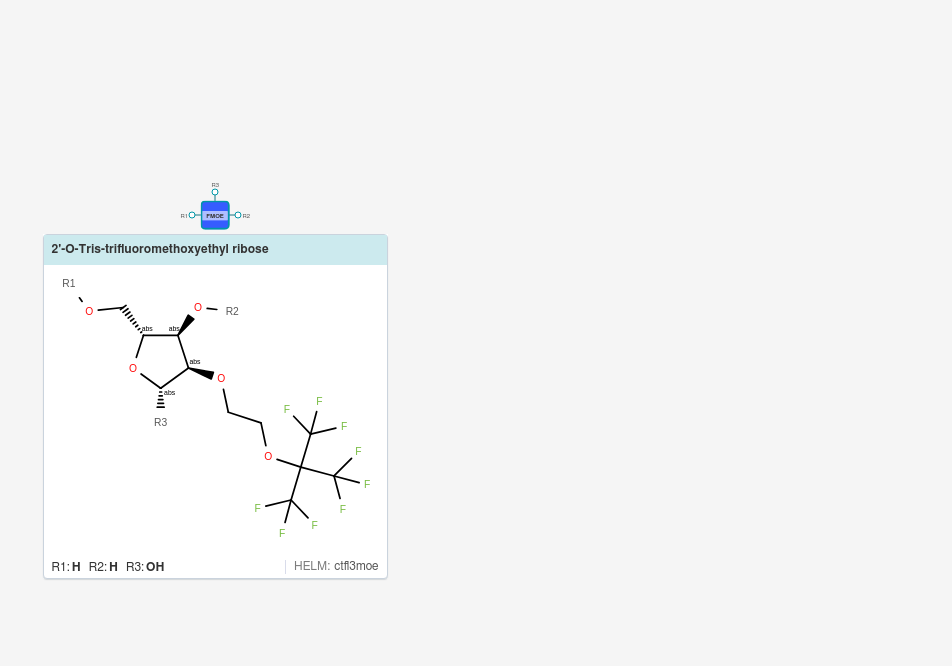 R3
R1 FMOE R2
2'-O-Tris-trifluoromethoxyethyl ribose
R1
O O R2
abs abs
O abs O
abs
R3
F F F
O F F F
F F F
R1: H R2: H R3: OH HELM: ctfl3moe